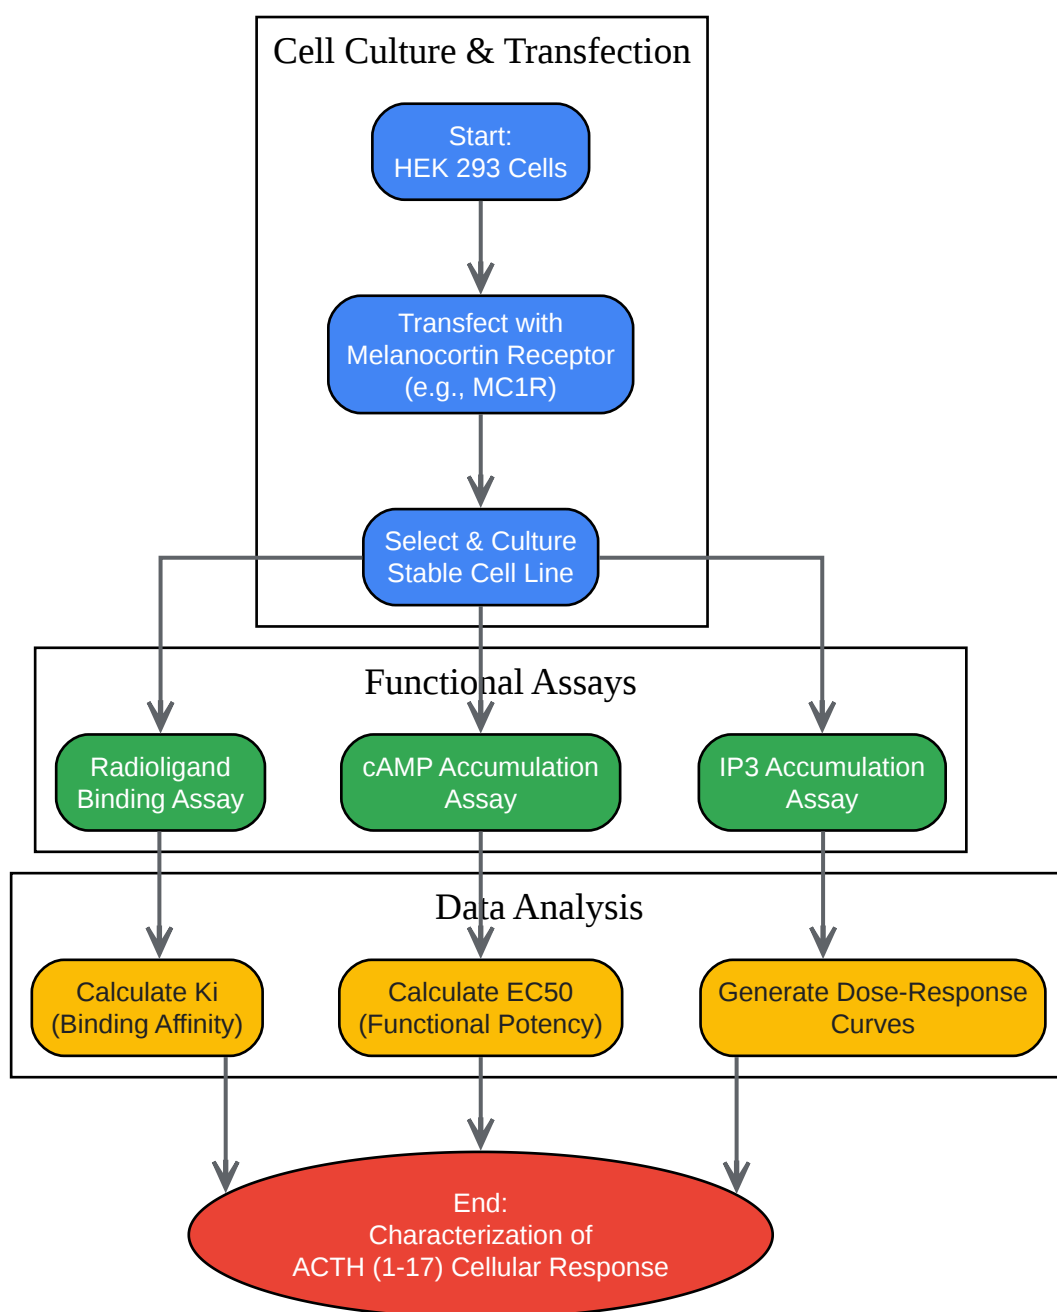 Cell Culture & Transfection
Start:
HEK 293 Cells
Transfect with
Melanocortin Receptor
(e.g., MC1R)
Select & Culture
Stable Cell Line
Functional Assays
Radioligand
Binding Assay
cAMP Accumulation
Assay
IP3 Accumulation
Assay
Data Analysis
Calculate Ki
(Binding Affinity)
Calculate EC50
(Functional Potency)
Generate Dose-Response
Curves
End:
Characterization of
ACTH (1-17) Cellular Response